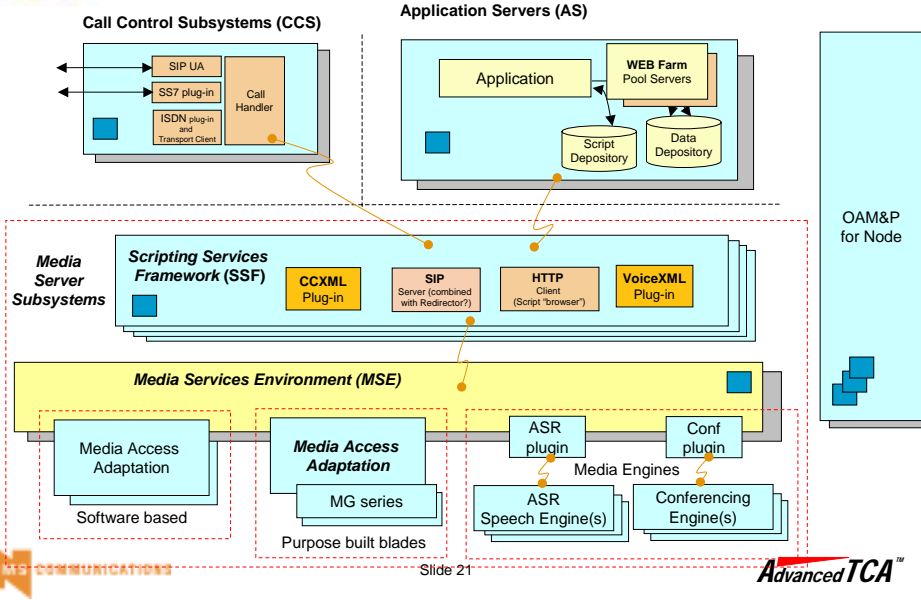 Call Control Subsystems (CCS)
Application Servers (AS)
SIP UA
SS7 plug-in
ISDN plug-in
and
Transport Client
Call
Handler
Application
WEB Farm
Pool Servers
Script
Depository
Data
Depository
OAM&P
for Node
Media
Server
Subsystems
Scripting Services
Framework (SSF)
CCXML
Plug-in
SIP
Server (combined
with Redirector?)
HTTP
Client
(Script “browser”)
VoiceXML
Plug-in
Media Services Environment (MSE)
Media Access
Adaptation
Software based
Media Access
Adaptation
MG series
Purpose built blades
ASR
plugin
Conf
plugin
Media Engines
ASR
Speech Engine(s)
Conferencing
Engine(s)
COMMUNICATIONS
Slide 21
AdvancedTCA™